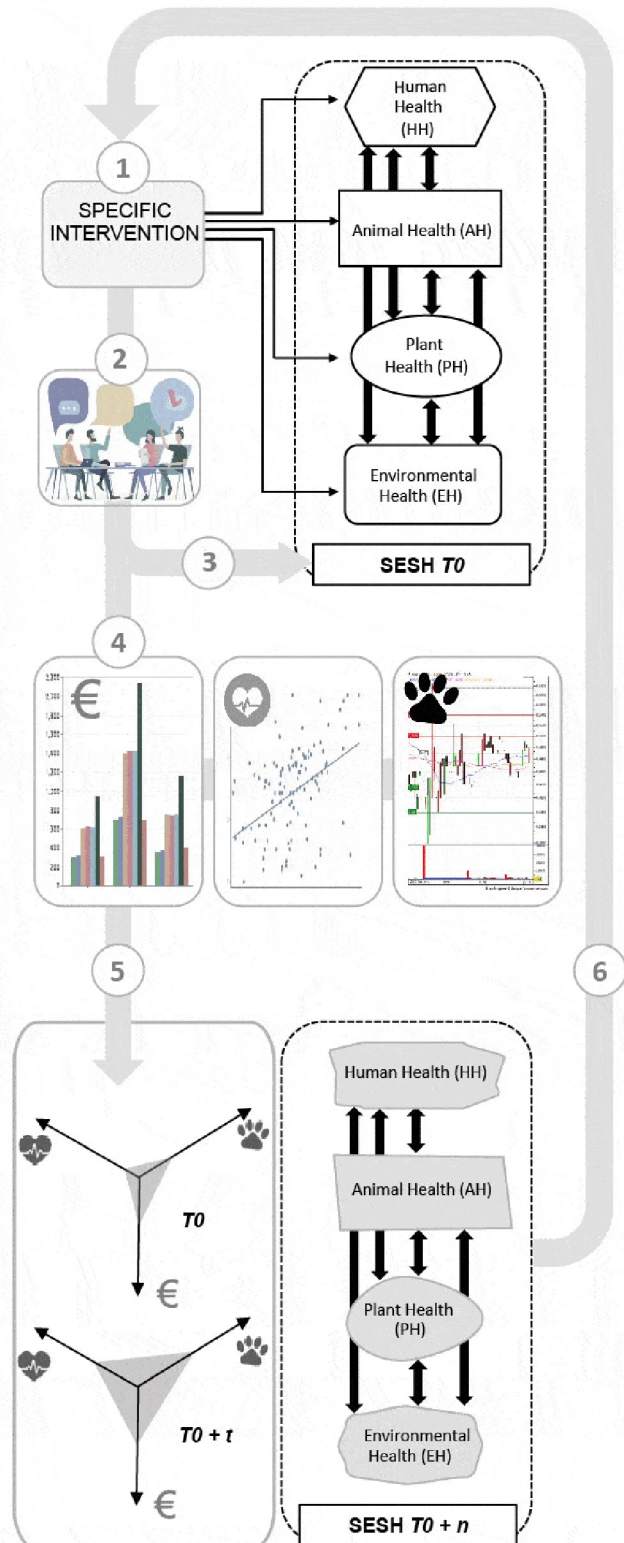 Human
Health
(HH)
1
SPECIFIC
INTERVENTION
Animal Health (AH)
2
Plant
Health (PH)
Environmental
Health (EH)
3
SESH T0
4
€
5
6
Human Health (HH)
Animal Health (AH)
T0
€
Plant Health
(PH)
T0 + t
Environmental
Health (EH)
€
SESH T0 + n